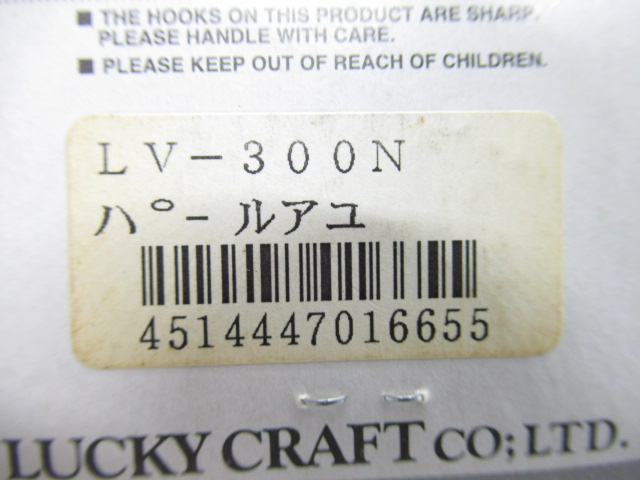 ■ THE HOOKS ON THIS PRODUCT ARE SHARP.
PLEASE HANDLE WITH CARE.
■ PLEASE KEEP OUT OF REACH OF CHILDREN.
LV-300N
パールアユ
4514447016655
LUCKY CRAFT CO;LTD.